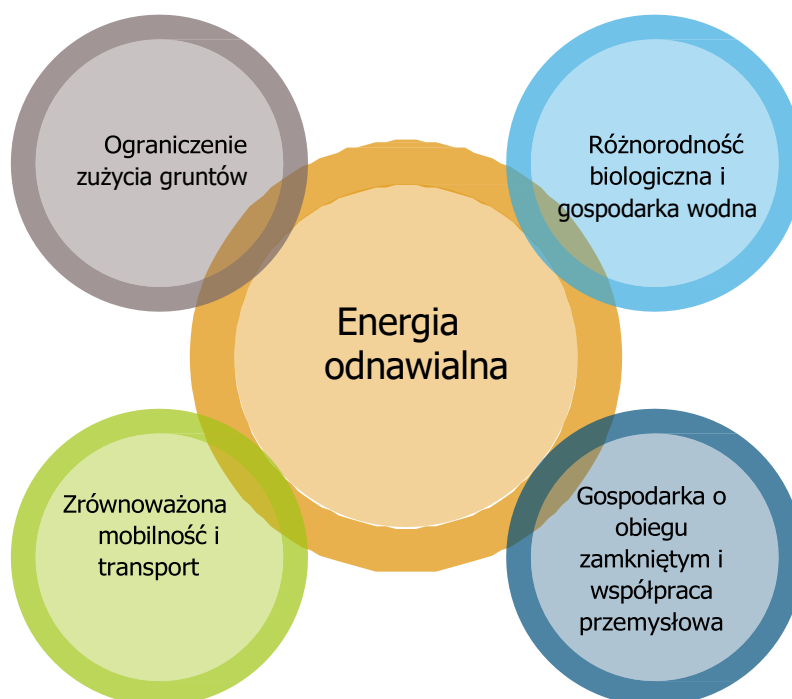 Ograniczenie
zużycia gruntów
Różnorodność
biologiczna i
gospodarka wodna
Energia
odnawialna
Zrównoważona
mobilność i
transport
Gospodarka o
obiegu
zamkniętym i
współpraca
przemysłowa